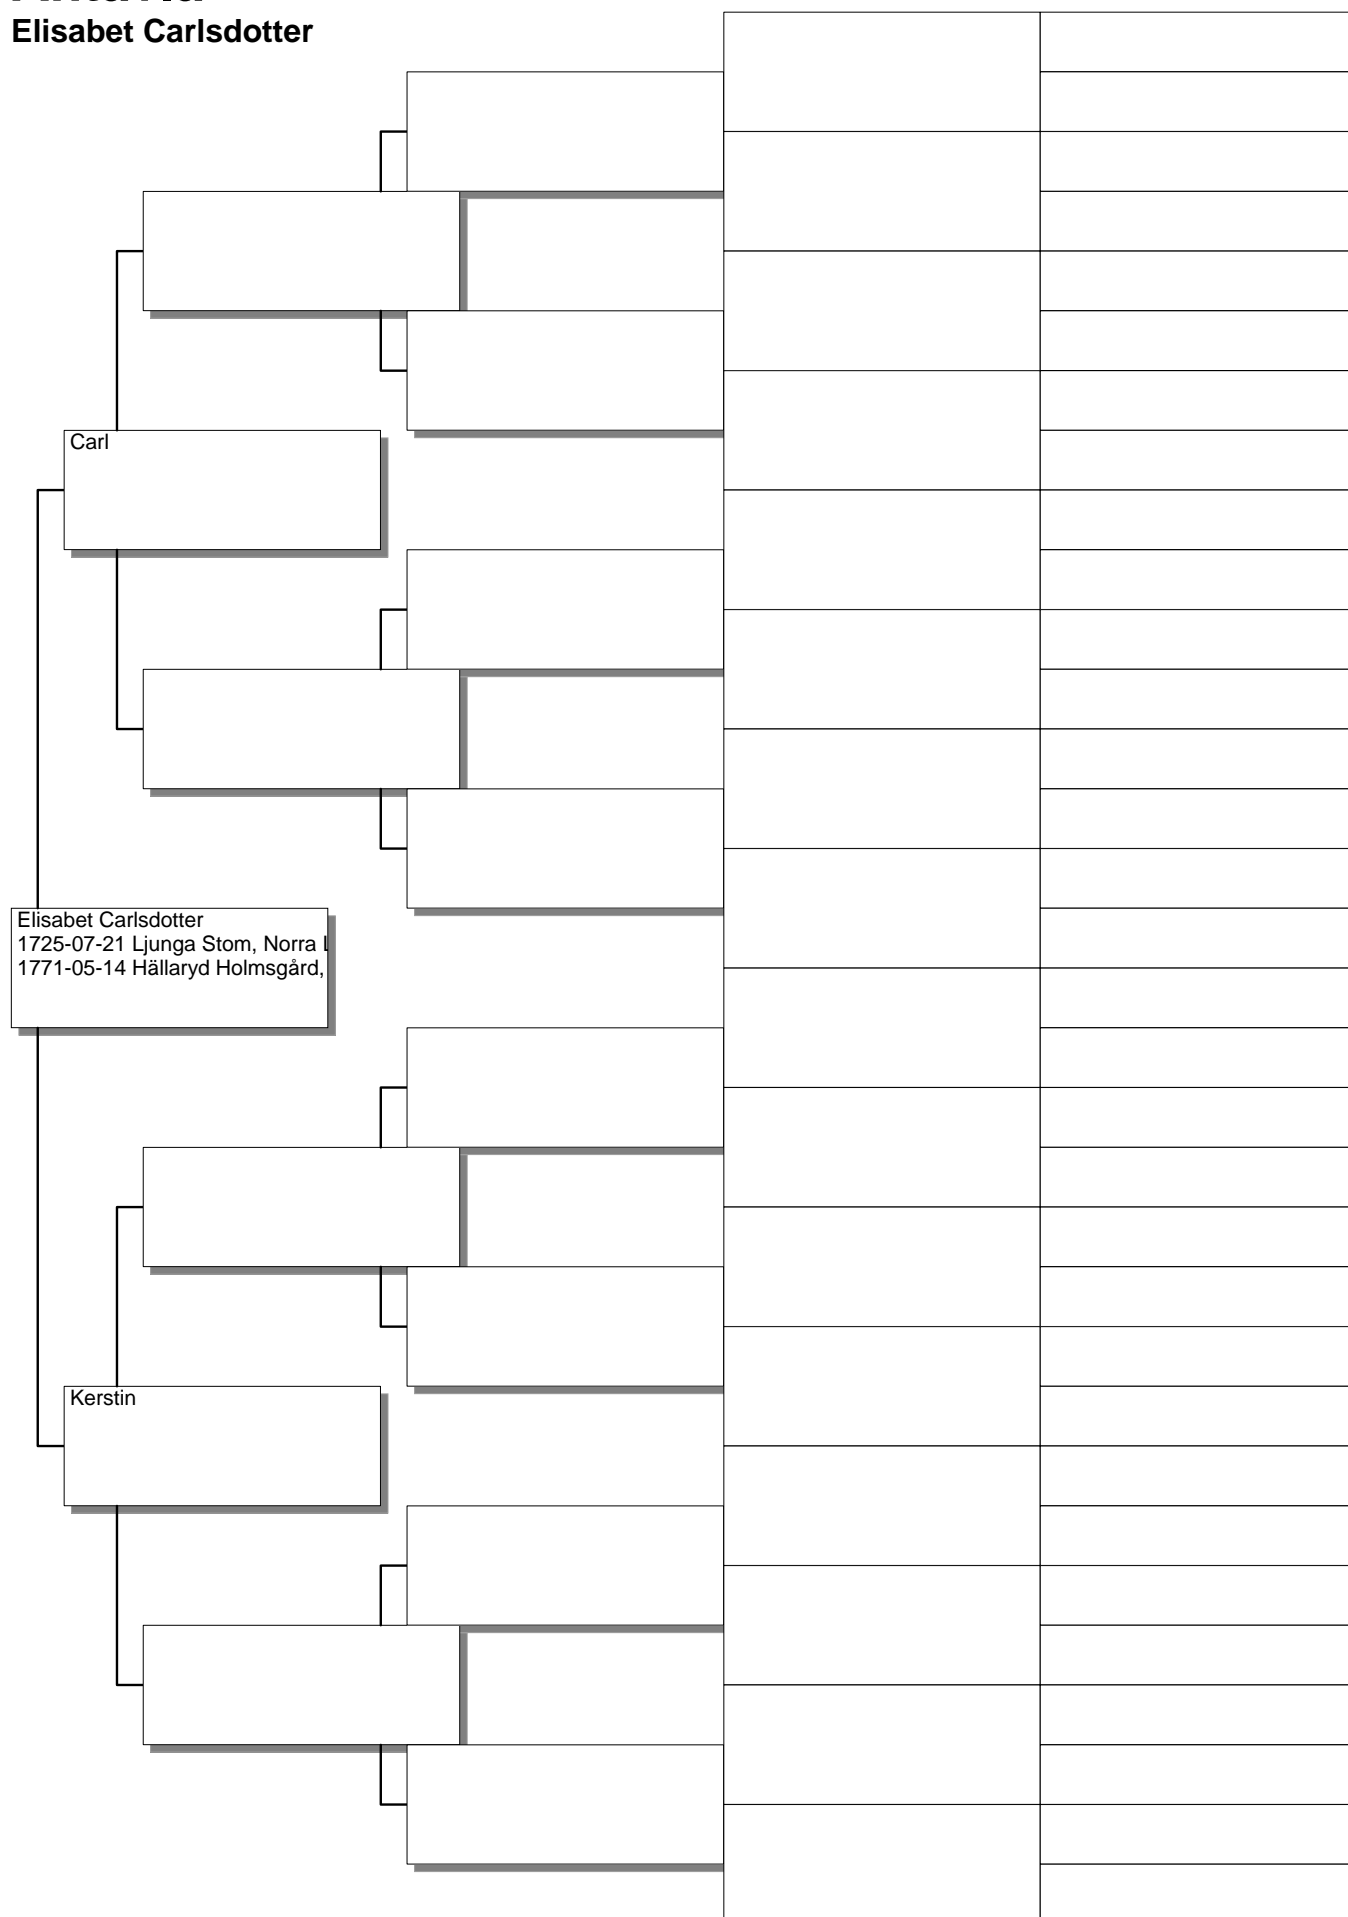 Elisabet Carlsdotter
Carl
Elisabet Carlsdotter
1725-07-21 Ljunga Stom, Norra
1771-05-14 Hällaryd Holmsgård,
Kerstin